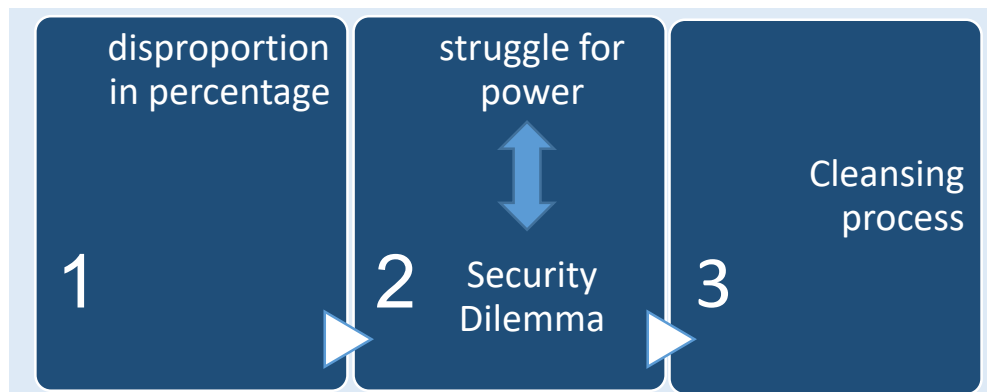 disproportion
in percentage
1
struggle for
power
2
Security
Dilemma
Cleansing
process
3